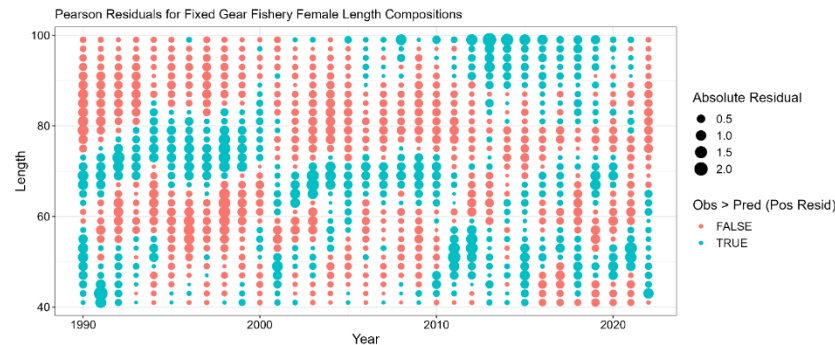 Pearson Residuals for Fixed Gear Fishery Female Length Compositions
100
80
60
40
Length
1990
2000
2010
2020
Year
Absolute Residual
0.5
1.0
1.5
2.0
Obs > Pred (Pos Resid)
FALSE
TRUE